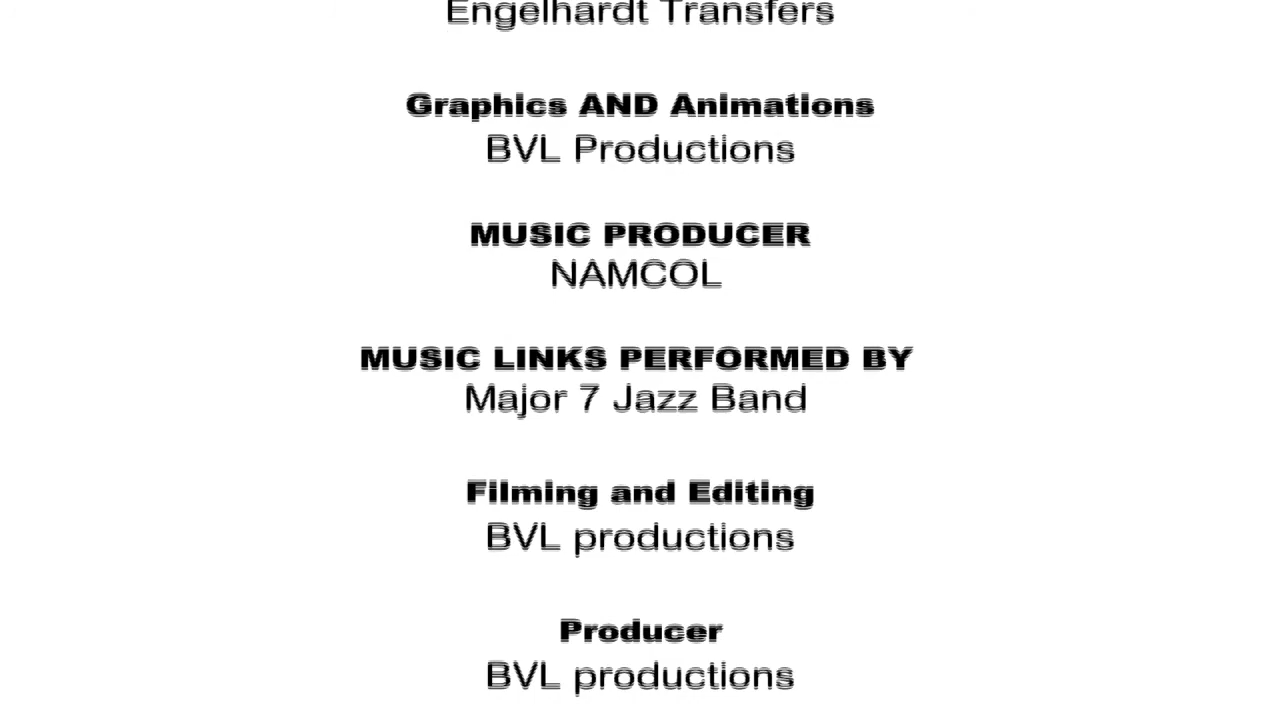 Engelhardt Transfers
Graphics AND Animations
BVL Productions
MUSIC PRODUCER
NAMCOL
MUSIC LINKS PERFORMED BY
Major 7 Jazz Band
Filming and Editing
BVL productions
Producer
BVL productions